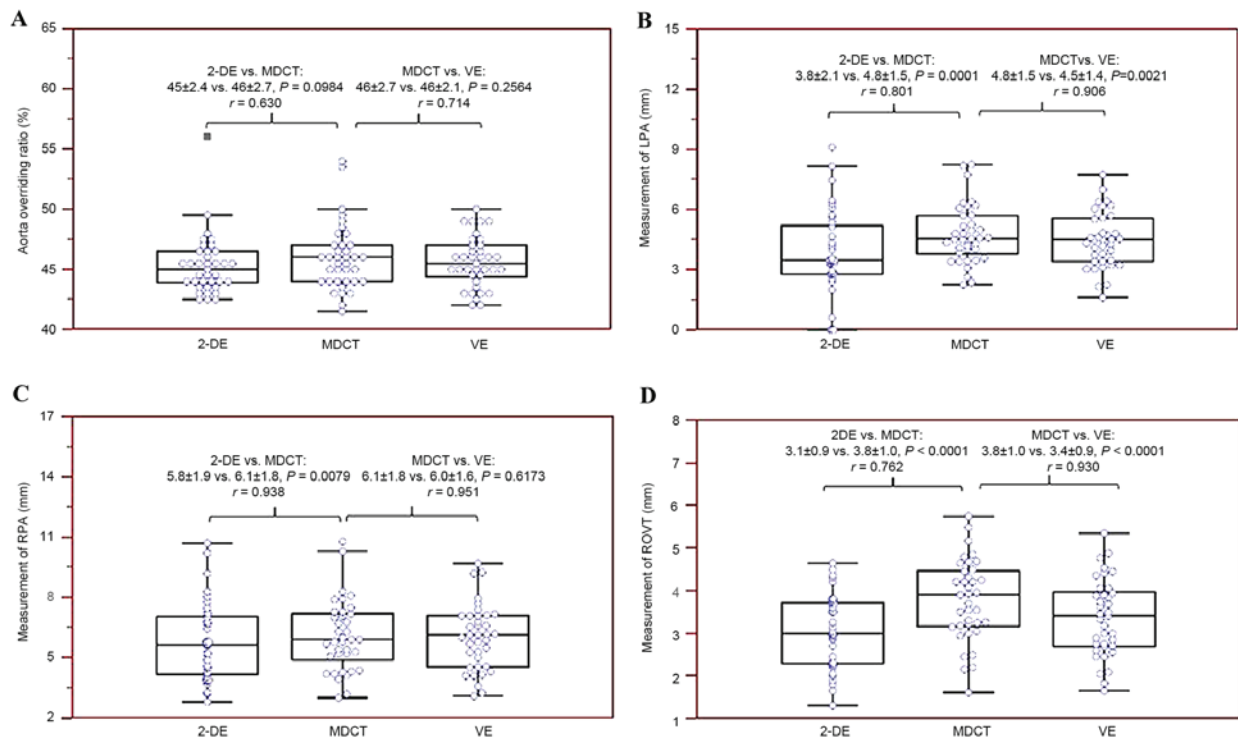 A
65
60
55
50
45
40
Aorta overriding ratio (%)
2-DE vs. MDCT:
45±2.4 vs. 46±2.7, P = 0.0984
r = 0.630
MDCT vs. VE:
46±2.7 vs. 46±2.1, P = 0.2564
r = 0.714
2-DE
MDCT
VE
B
15
12
9
6
3
0
Measurement of LPA (mm)
2-DE vs. MDCT:
3.8±2.1 vs. 4.8±1.5, P = 0.0001
r = 0.801
MDCTvs. VE:
4.8±1.5 vs. 4.5±1.4, P=0.0021
r = 0.906
2-DE
MDCT
VE
C
17
14
11
8
5
2
Measurement of RPA (mm)
2-DE vs. MDCT:
5.8±1.9 vs. 6.1±1.8, P = 0.0079
r = 0.938
MDCT vs. VE:
6.1±1.8 vs. 6.0±1.6, P = 0.6173
r = 0.951
2-DE
MDCT
VE
D
8
7
6
5
4
3
2
1
Measurement of ROVT (mm)
2DE vs. MDCT:
3.1±0.9 vs. 3.8±1.0, P < 0.0001
r = 0.762
MDCT vs. VE:
3.8±1.0 vs. 3.4±0.9, P < 0.0001
r = 0.930
2-DE
MDCT
VE